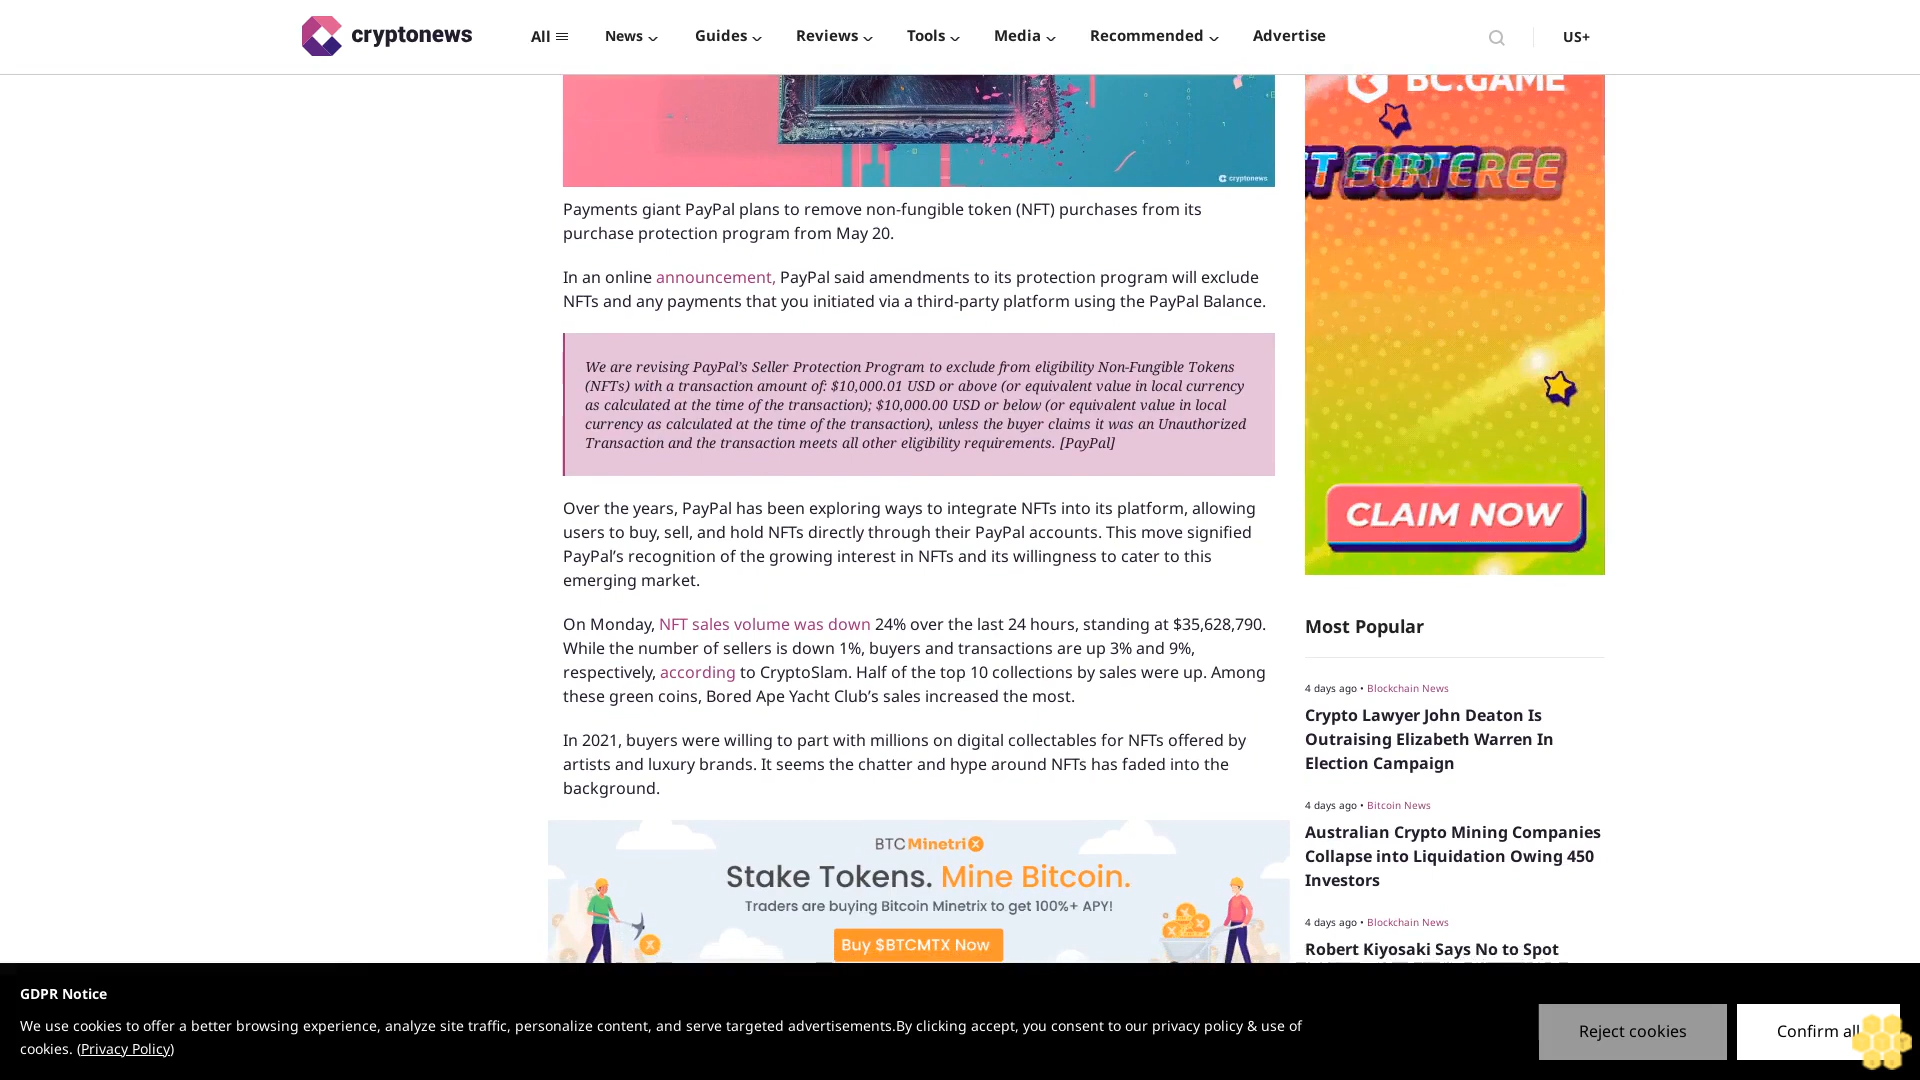 cryptonews
All
News
Guides
Reviews
Tools
Media
Recommended
Advertise
US+
BC.GAME
cryptonews
Payments giant PayPal plans to remove non-fungible token (NFT) purchases from its
purchase protection program from May 20.
In an online announcement, PayPal said amendments to its protection program will exclude
NFTs and any payments that you initiated via a third-party platform using the PayPal Balance.
We are revising PayPal’s Seller Protection Program to exclude from eligibility Non-Fungible Tokens
(NFTs) with a transaction amount of: $10,000.01 USD or above (or equivalent value in local currency
as calculated at the time of the transaction); $10,000.00 USD or below (or equivalent value in local
currency as calculated at the time of the transaction), unless the buyer claims it was an Unauthorized
Transaction and the transaction meets all other eligibility requirements. [PayPal]
Over the years, PayPal has been exploring ways to integrate NFTs into its platform, allowing
users to buy, sell, and hold NFTs directly through their PayPal accounts. This move signified
PayPal’s recognition of the growing interest in NFTs and its willingness to cater to this
emerging market.
On Monday, NFT sales volume was down 24% over the last 24 hours, standing at $35,628,790.
While the number of sellers is down 1%, buyers and transactions are up 3% and 9%,
respectively, according to CryptoSlam. Half of the top 10 collections by sales were up. Among
these green coins, Bored Ape Yacht Club’s sales increased the most.
In 2021, buyers were willing to part with millions on digital collectables for NFTs offered by
artists and luxury brands. It seems the chatter and hype around NFTs has faded into the
background.
BTC Minetrix
Stake Tokens. Mine Bitcoin.
Traders are buying Bitcoin Minetrix to get 100%+ APY!
Buy $BTCMTX Now
CLAIM NOW
Most Popular
4 days ago • Blockchain News
Crypto Lawyer John Deaton Is
Outraising Elizabeth Warren In
Election Campaign
4 days ago • Bitcoin News
Australian Crypto Mining Companies
Collapse into Liquidation Owing 450
Investors
4 days ago • Blockchain News
Robert Kiyosaki Says No to Spot
GDPR Notice
We use cookies to offer a better browsing experience, analyze site traffic, personalize content, and serve targeted advertisements.By clicking accept, you consent to our privacy policy & use of
cookies. (Privacy Policy)
Reject cookies
Confirm all